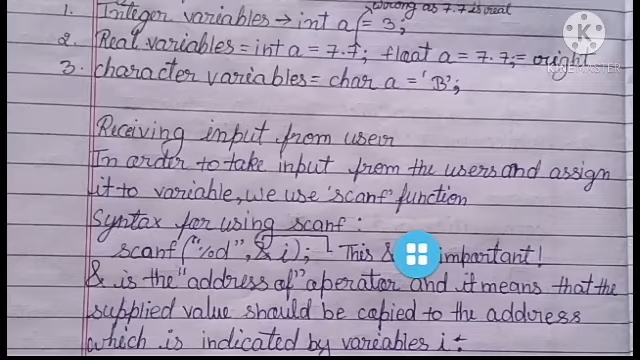 wrong as 7.7 is real
1. Integer variables → int a = 3;
2. Real variables = int a = 7.7; float a = 7.7; = right
3. character variables = char a = 'B';
KINEMASTER
Receiving input from user
In order to take input from the users and assign
it to variable, we use 'scanf' function
Syntax for using scanf:
scanf("%d", &i); This & important!
& is the "address of" operator and it means that the
supplied value should be copied to the address
which is indicated by variables i :-